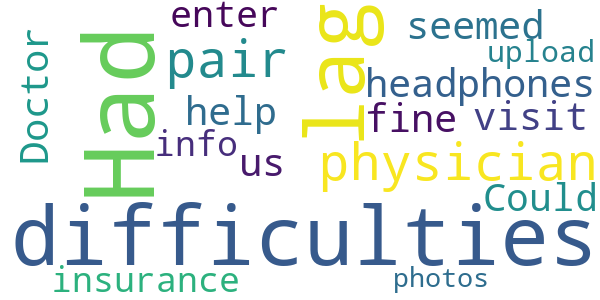 enter
seemed
Had
lag
Doctor
pair
upload
headphones
help
fine
visit
info
us
physician
Could
difficulties
insurance
photos